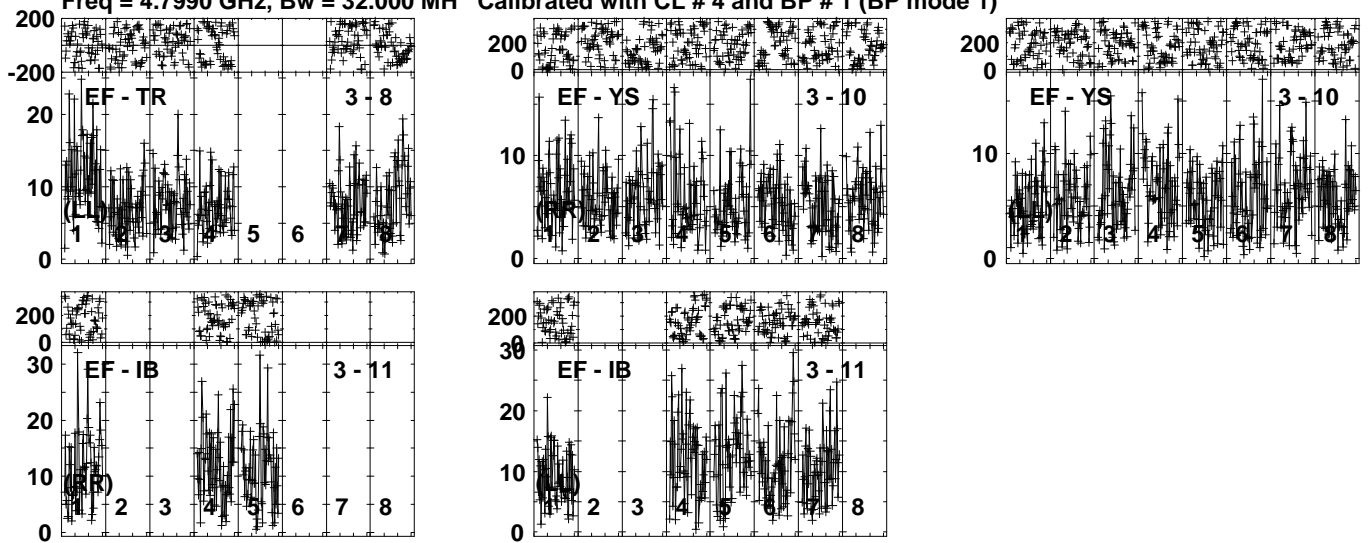 Freq = 4.7990 GHz, Bw = 32.000 MH Calibrated with CL # 4 and BP # 1 (BP mode 1)
200
-200
EF - TR 3 - 8
20
10
0
(LL)
1 2 3 4 5 6 7 8
200
0
EF - YS 3 - 10
10
0
(RR)
1 2 3 4 5 6 7 8
200
0
EF - YS 3 - 10
10
0
(LL)
1 2 3 4 5 6 7 8
200
0
30
EF - IB 3 - 11
20
10
0
(RR)
1 2 3 4 5 6 7 8
200
0
30
EF - IB 3 - 11
20
10
0
(LL)
1 2 3 4 5 6 7 8